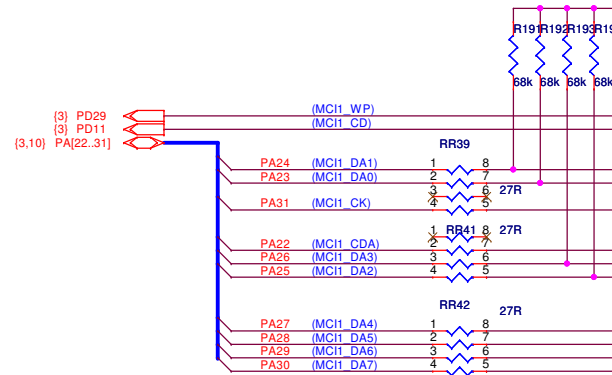 R191 R192 R193 R19
68k 68k 68k 68k
{3} PD29 (MCI1_WP)
{3} PD11 (MCI1_CD)
{3,10} PA[22..31]
RR39
PA24 (MCI1_DA1) 1 8
PA23 (MCI1_DA0) 2 7
3 6 27R
PA31 (MCI1_CK) 4 5
1 RR41 8 27R
PA22 (MCI1_CDA) 2 7
PA26 (MCI1_DA3) 3 6
PA25 (MCI1_DA2) 4 5
RR42
27R
PA27 (MCI1_DA4) 1 8
PA28 (MCI1_DA5) 2 7
PA29 (MCI1_DA6) 3 6
PA30 (MCI1_DA7) 4 5